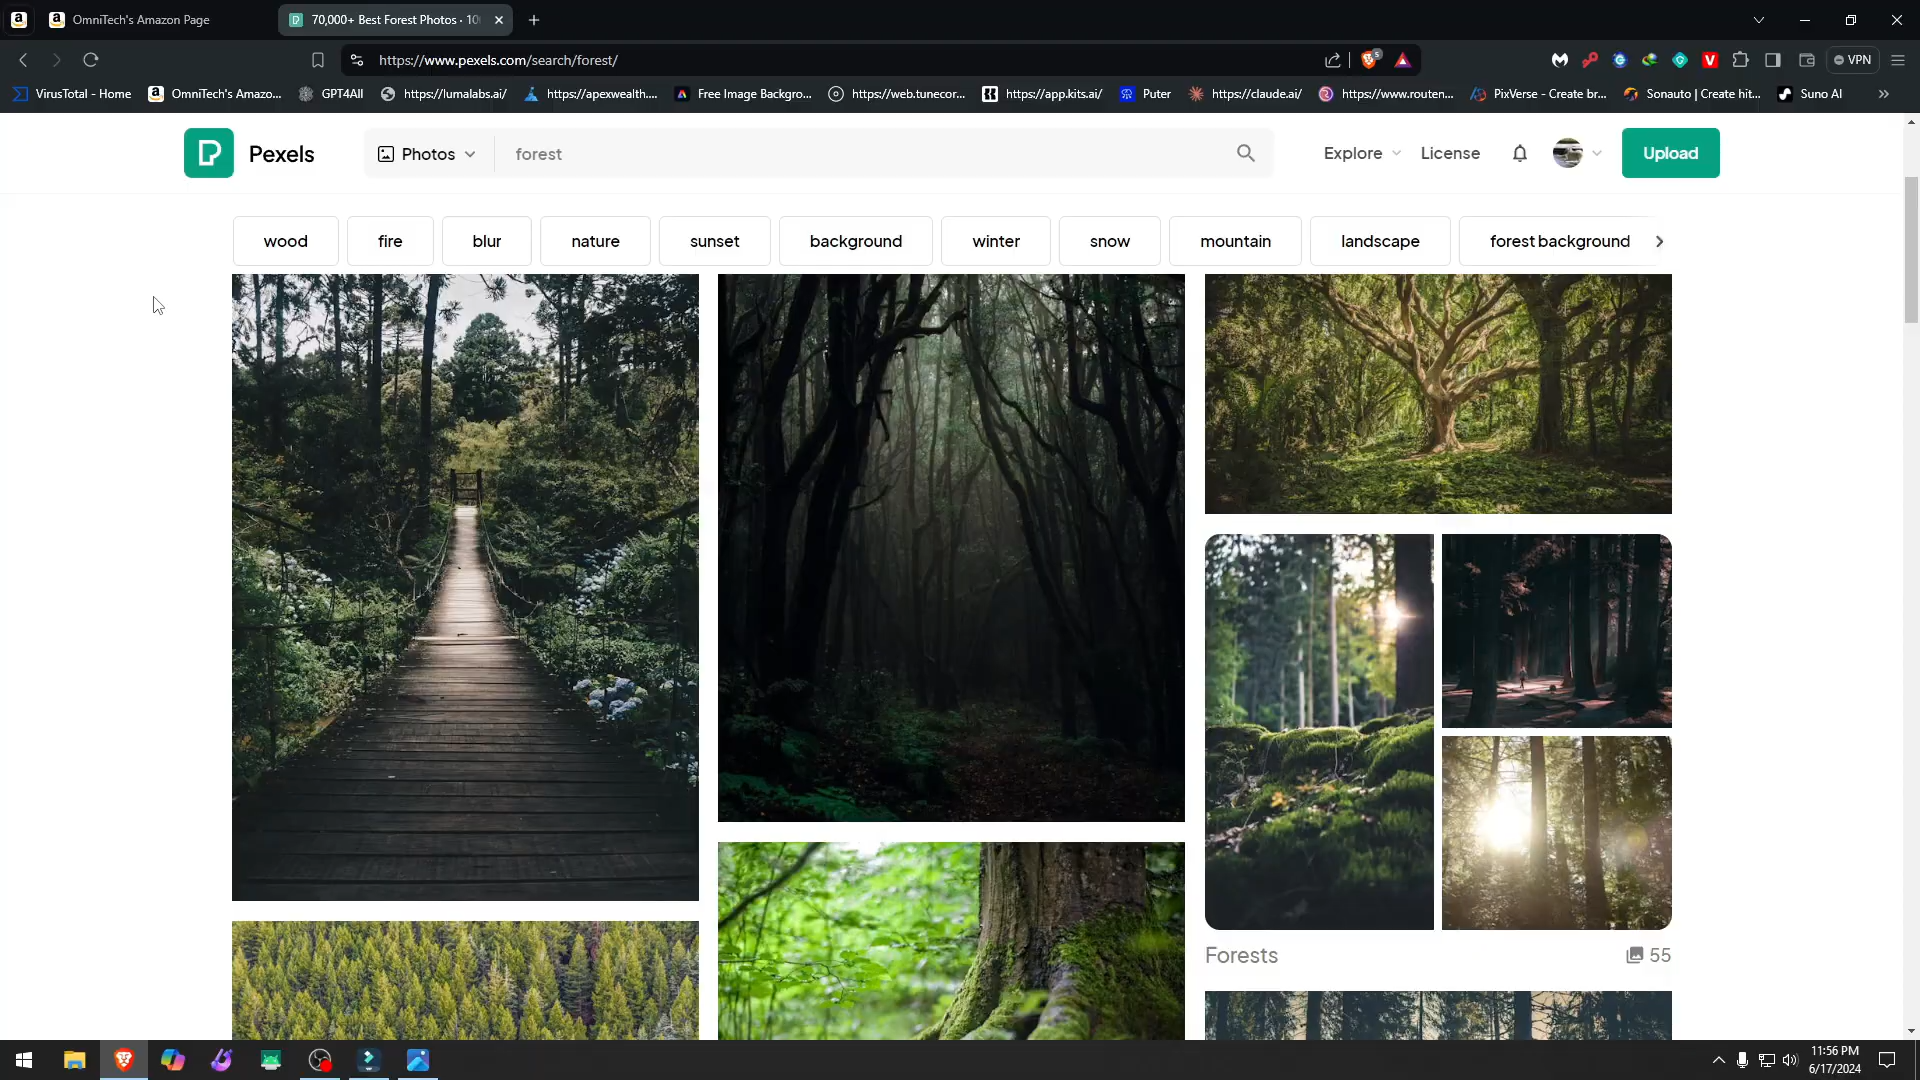 OmniTech's Amazon Page
70,000+ Best Forest Photos · 10
https://www.pexels.com/search/forest/
5
VPN
VirusTotal - Home
OmniTech's Amazo...
GPT4All
https://lumalabs.ai/
https://apexwealth....
Free Image Backgro...
https://web.tunecor...
https://app.kits.ai/
Puter
https://claude.ai/
https://www.routen...
PixVerse - Create br...
Sonauto | Create hit...
Suno AI
Pexels
Photos
forest
Explore
License
Upload
wood
fire
blur
nature
sunset
background
winter
snow
mountain
landscape
forest background
Forests
55
11:56 PM
6/17/2024